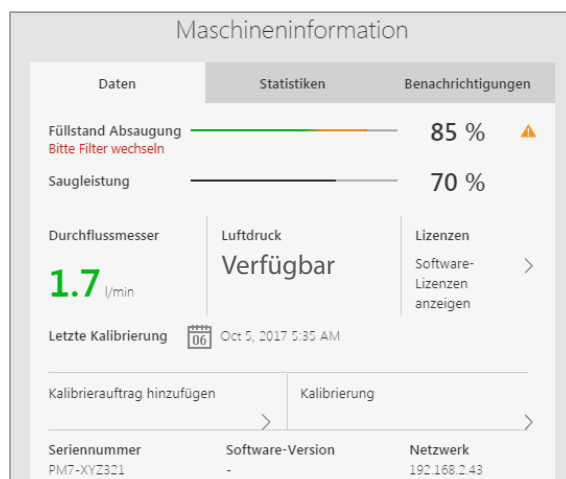 Maschineninformation
Daten Statistiken Benachrichtigungen
Füllstand Absaugung 85 %
Bitte Filter wechseln
Saugleistung 70 %
Durchflussmesser Luftdruck Lizenzen
Verfügbar Software-
1.7 l/min Lizenzen
anzeigen
Letzte Kalibrierung 06 Oct 5, 2017 5:35 AM
Kalibrierauftrag hinzufügen Kalibrierung
Seriennummer Software-Version Netzwerk
PM7-XYZ321 - 192.168.2.43